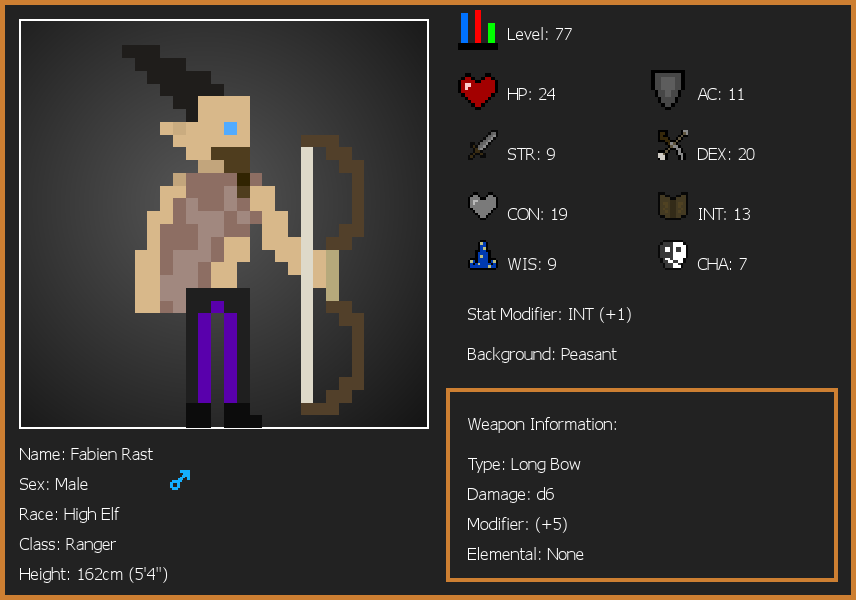 Level: 77
HP: 24
AC: 11
STR: 9
DEX: 20
CON: 19
INT: 13
WIS: 9
CHA: 7
Stat Modifier: INT (+1)
Background: Peasant
Weapon Information:
Type: Long Bow
Damage: d6
Modifier: (+5)
Elemental: None
Name: Fabien Rast
Sex: Male
Race: High Elf
Class: Ranger
Height: 162cm (5'4")